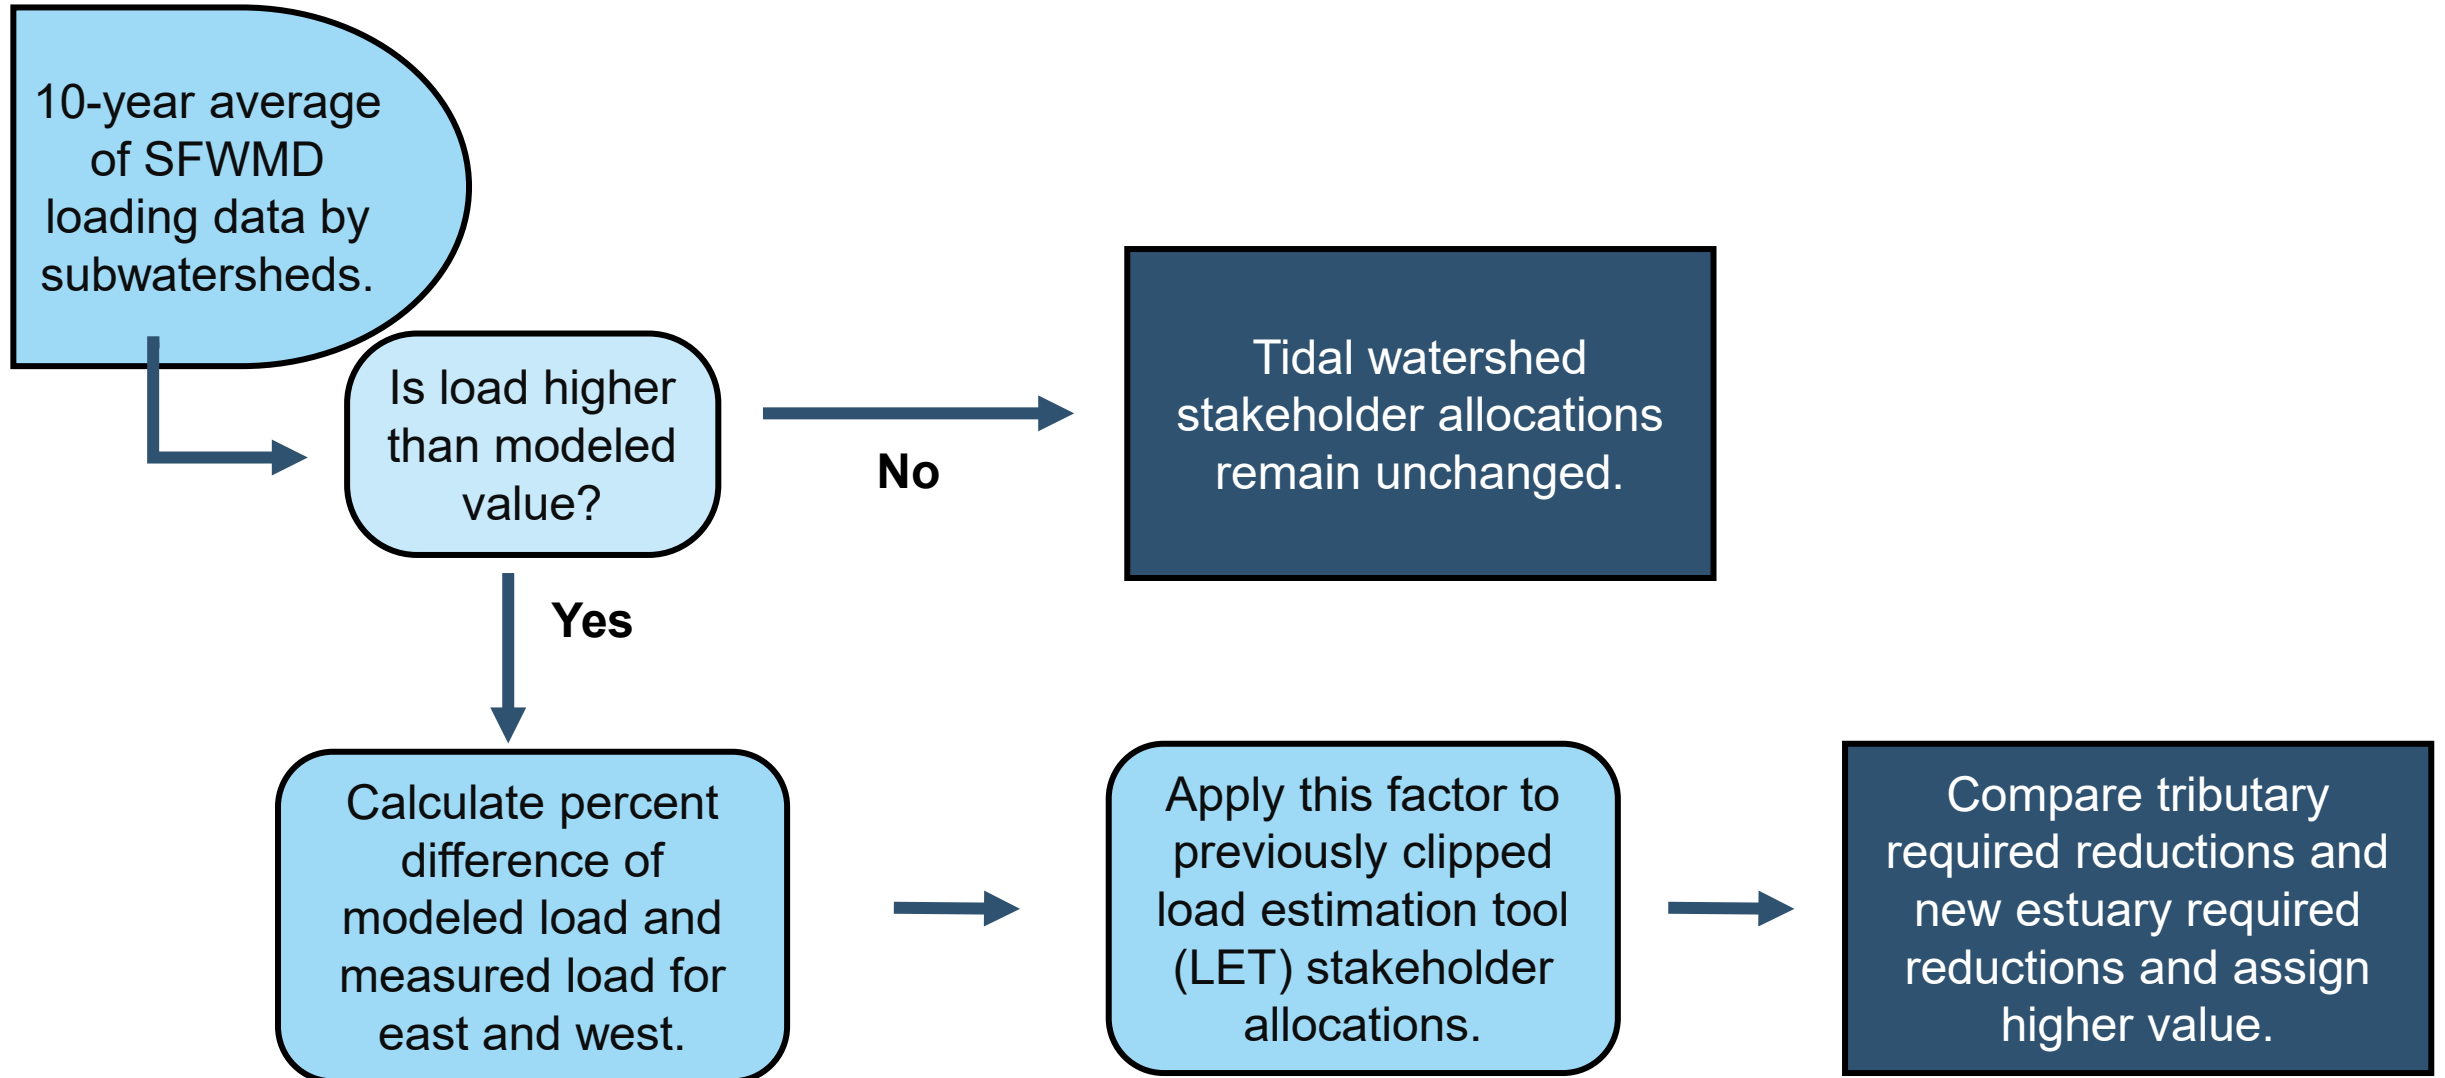 10-year average
of SFWMD
loading data by
subwatersheds.
Is load higher
than modeled
value?
No
Tidal watershed
stakeholder allocations
remain unchanged.
Yes
Calculate percent
difference of
modeled load and
measured load for
east and west.
Apply this factor to
previously clipped
load estimation tool
(LET) stakeholder
allocations.
Compare tributary
required reductions and
new estuary required
reductions and assign
higher value.